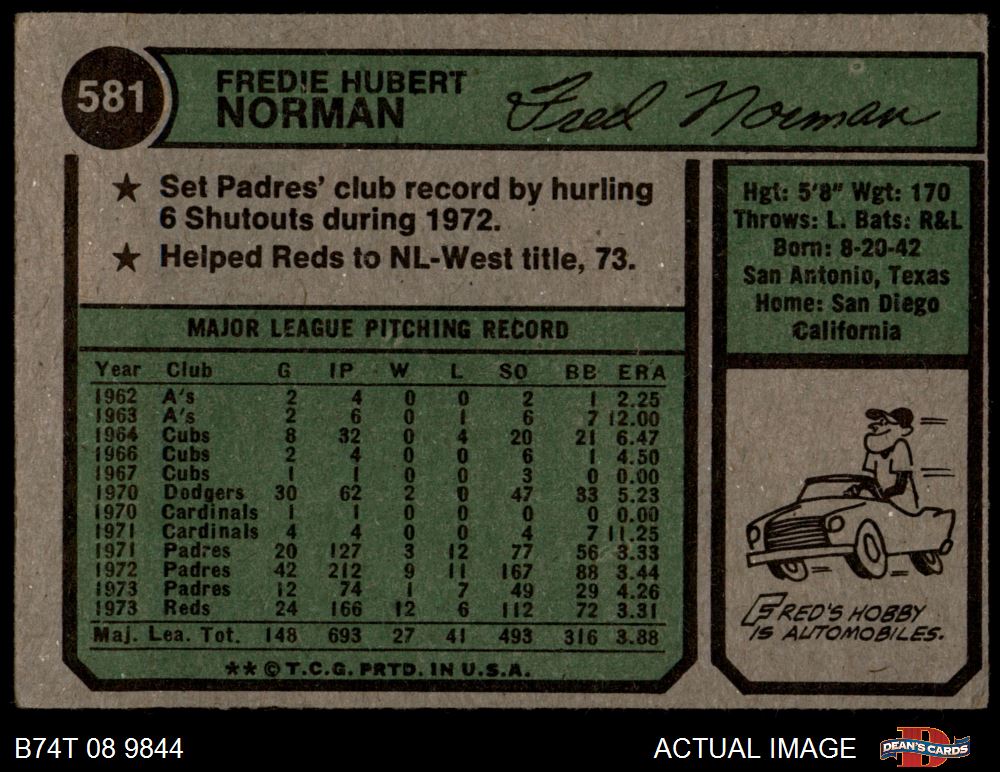 581
FREDIE HUBERT
NORMAN
Fred Norman
★ Set Padres' club record by hurling
6 Shutouts during 1972.
★ Helped Reds to NL-West title, 73.
Hgt: 5'8" Wgt: 170
Throws: L. Bats: R&L
Born: 8-20-42
San Antonio, Texas
Home: San Diego
California
MAJOR LEAGUE PITCHING RECORD
Year Club G IP W L SO BB ERA
1962 A's 2 4 0 0 2 1 2.25
1963 A's 2 6 0 1 6 7 12.00
1964 Cubs 8 32 0 4 20 21 6.47
1966 Cubs 2 4 0 0 6 1 4.50
1967 Cubs 1 1 0 0 3 0 0.00
1970 Dodgers 30 62 2 0 47 33 5.23
1970 Cardinals 1 1 0 0 0 0 0.00
1971 Cardinals 4 4 0 0 4 7 11.25
1971 Padres 20 127 3 12 77 56 3.33
1972 Padres 42 212 9 11 167 88 3.44
1973 Padres 12 74 1 7 49 29 4.26
1973 Reds 24 166 12 6 112 72 3.31
Maj. Lea. Tot. 148 693 27 41 493 316 3.88
** © T.C.G. PRTD. IN U.S.A.
FRED'S HOBBY
IS AUTOMOBILES.
B74T 08 9844
ACTUAL IMAGE
D
DEAN'S CARDS